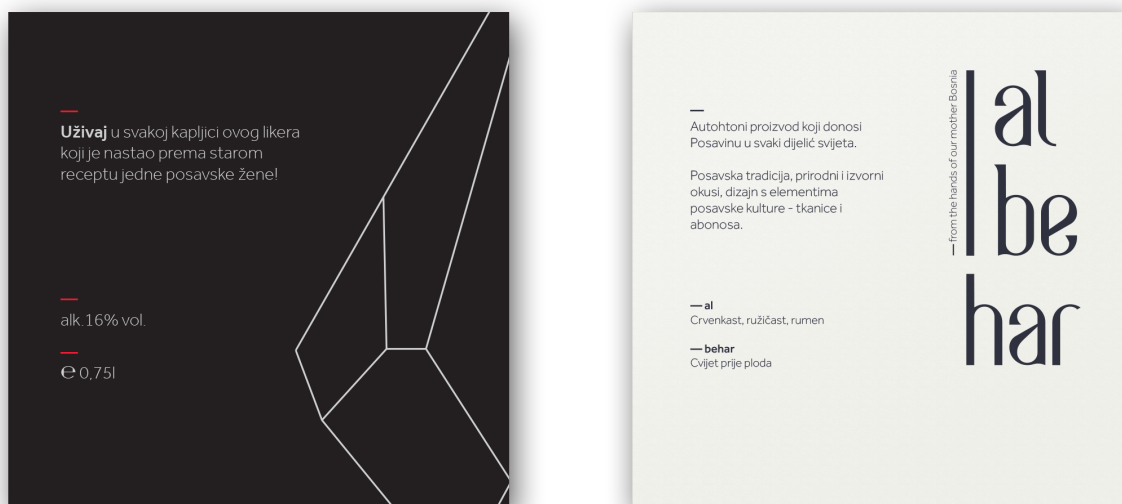 Uživaj u svakoj kapljici ovog likera
koji je nastao prema starom
receptu jedne posavske žene!
alk.16% vol.
℮ 0,75l
Autohtoni proizvod koji donosi
Posavinu u svaki dijelić svijeta.
Posavska tradicija, prirodni i izvorni
okusi, dizajn s elementima
posavske kulture - tkanice i
abonosa.
— al
Crvenkast, ružičast, rumen
— behar
Cvijet prije ploda
— from the hands of our mother Bosnia
al
be
har